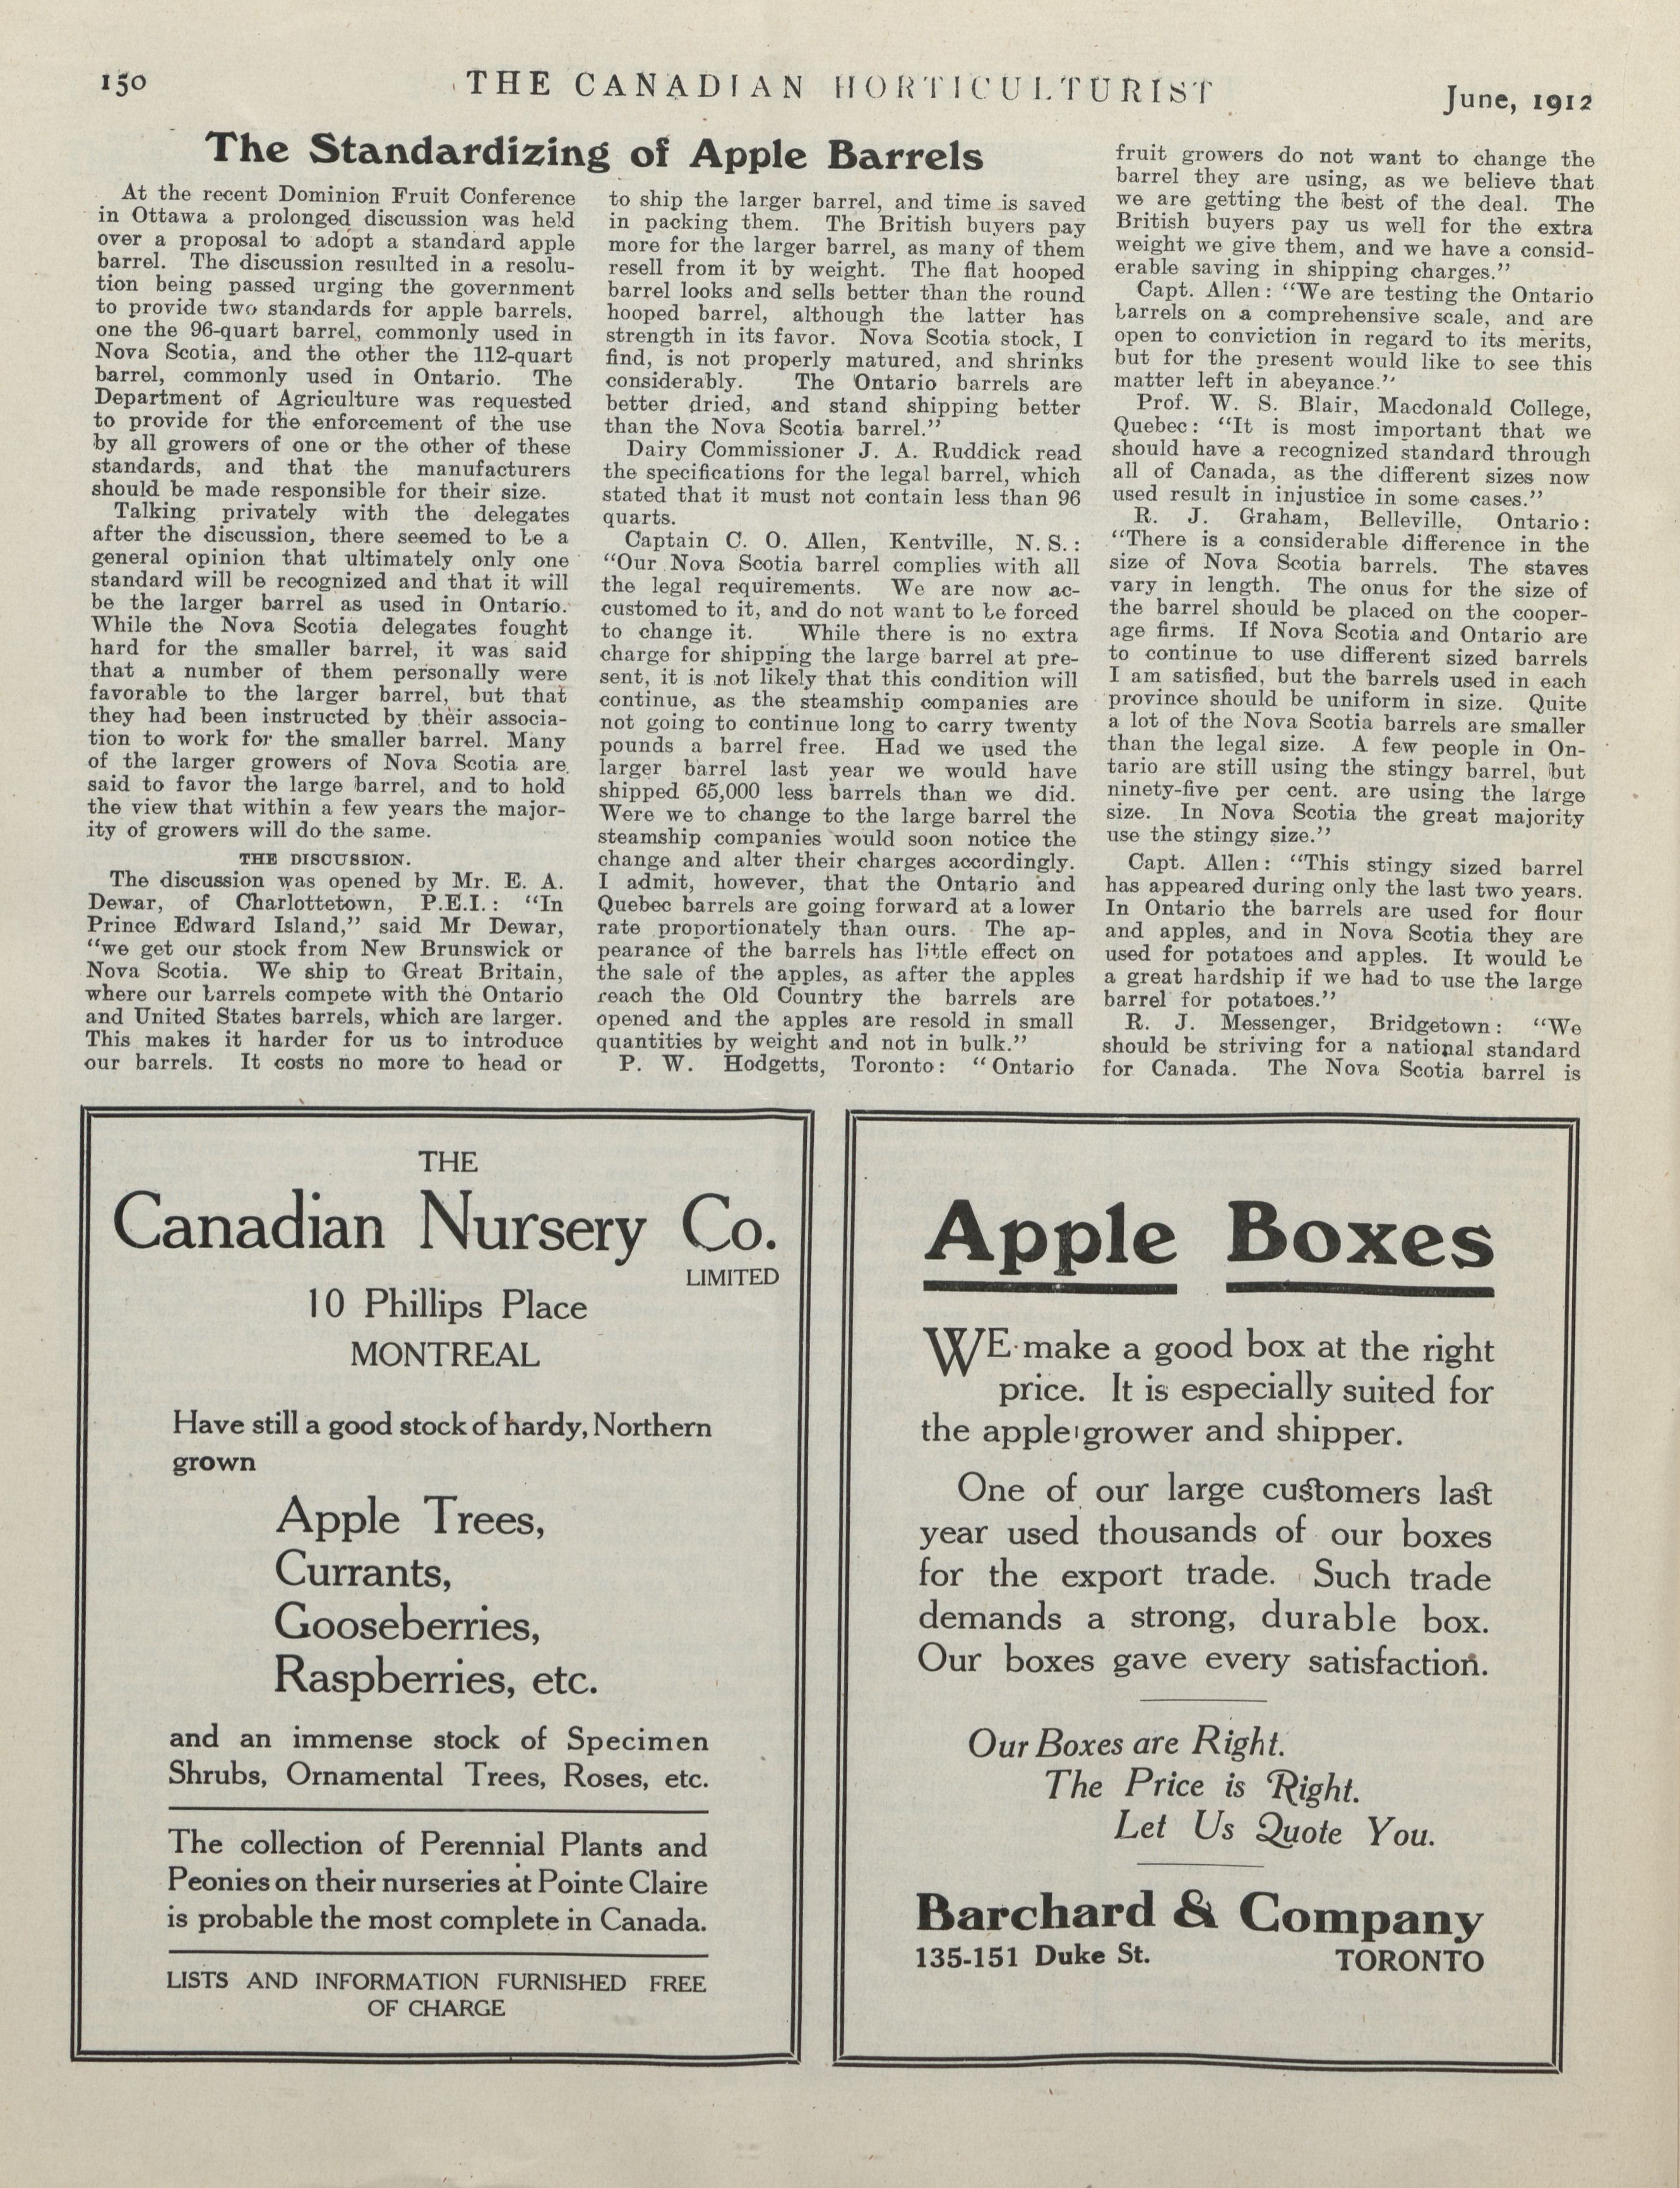 150
THE CANADIAN HORTICULTURIST
June, 1912
The Standardizing of Apple Barrels
At the recent Dominion Fruit Conference
in Ottawa a prolonged discussion was held
over a proposal to adopt a standard apple
barrel. The discussion resulted in a resolu-
tion being passed urging the government
to provide two standards for apple barrels,
one the 96-quart barrel, commonly used in
Nova Scotia, and the other the 112-quart
barrel, commonly used in Ontario. The
Department of Agriculture was requested
to provide for the enforcement of the use
by all growers of one or the other of these
standards, and that the manufacturers
should be made responsible for their size.
Talking privately with the delegates
after the discussion, there seemed to be a
general opinion that ultimately only one
standard will be recognized and that it will
be the larger barrel as used in Ontario.
While the Nova Scotia delegates fought
hard for the smaller barrel, it was said
that a number of them personally were
favorable to the larger barrel, but that
they had been instructed by their associa-
tion to work for the smaller barrel. Many
of the larger growers of Nova Scotia are
said to favor the large barrel, and to hold
the view that within a few years the major-
ity of growers will do the same.
THE DISCUSSION.
The discussion was opened by Mr. E. A.
Dewar, of Charlottetown, P.E.I.: "In
Prince Edward Island," said Mr Dewar,
"we get our stock from New Brunswick or
Nova Scotia. We ship to Great Britain,
where our barrels compete with the Ontario
and United States barrels, which are larger.
This makes it harder for us to introduce
our barrels. It costs no more to head or
to ship the larger barrel, and time is saved
in packing them. The British buyers pay
more for the larger barrel, as many of them
resell from it by weight. The flat hooped
barrel looks and sells better than the round
hooped barrel, although the latter has
strength in its favor. Nova Scotia stock, I
find, is not properly matured, and shrinks
considerably. The Ontario barrels are
better dried, and stand shipping better
than the Nova Scotia barrel."
Dairy Commissioner J. A. Ruddick read
the specifications for the legal barrel, which
stated that it must not contain less than 96
quarts.
Captain C. O. Allen, Kentville, N. S.:
"Our Nova Scotia barrel complies with all
the legal requirements. We are now ac-
customed to it, and do not want to be forced
to change it. While there is no extra
charge for shipping the large barrel at pre-
sent, it is not likely that this condition will
continue, as the steamship companies are
not going to continue long to carry twenty
pounds a barrel free. Had we used the
larger barrel last year we would have
shipped 65,000 less barrels than we did.
Were we to change to the large barrel the
steamship companies would soon notice the
change and alter their charges accordingly.
I admit, however, that the Ontario and
Quebec barrels are going forward at a lower
rate proportionately than ours. The ap-
pearance of the barrels has little effect on
the sale of the apples, as after the apples
reach the Old Country the barrels are
opened and the apples are resold in small
quantities by weight and not in bulk."
P. W. Hodgetts, Toronto: "Ontario
fruit growers do not want to change the
barrel they are using, as we believe that
we are getting the best of the deal. The
British buyers pay us well for the extra
weight we give them, and we have a consid-
erable saving in shipping charges."
Capt. Allen: "We are testing the Ontario
barrels on a comprehensive scale, and are
open to conviction in regard to its merits,
but for the present would like to see this
matter left in abeyance."
Prof. W. S. Blair, Macdonald College,
Quebec: "It is most important that we
should have a recognized standard through
all of Canada, as the different sizes now
used result in injustice in some cases."
R. J. Graham, Belleville, Ontario:
"There is a considerable difference in the
size of Nova Scotia barrels. The staves
vary in length. The onus for the size of
the barrel should be placed on the cooper-
age firms. If Nova Scotia and Ontario are
to continue to use different sized barrels
I am satisfied, but the barrels used in each
province should be uniform in size. Quite
a lot of the Nova Scotia barrels are smaller
than the legal size. A few people in On-
tario are still using the stingy barrel, but
ninety-five per cent. are using the large
size. In Nova Scotia the great majority
use the stingy size."
Capt. Allen: "This stingy sized barrel
has appeared during only the last two years.
In Ontario the barrels are used for flour
and apples, and in Nova Scotia they are
used for potatoes and apples. It would be
a great hardship if we had to use the large
barrel for potatoes."
R. J. Messenger, Bridgetown: "We
should be striving for a national standard
for Canada. The Nova Scotia barrel is
THE
Canadian Nursery Co.
LIMITED
10 Phillips Place
MONTREAL
Have still a good stock of hardy, Northern
grown
Apple Trees,
Currants,
Gooseberries,
Raspberries, etc.
and an immense stock of Specimen
Shrubs, Ornamental Trees, Roses, etc.
The collection of Perennial Plants and
Peonies on their nurseries at Pointe Claire
is probable the most complete in Canada.
LISTS AND INFORMATION FURNISHED FREE
OF CHARGE
Apple Boxes
WE make a good box at the right
price. It is especially suited for
the apple grower and shipper.
One of our large customers last
year used thousands of our boxes
for the export trade. Such trade
demands a strong, durable box.
Our boxes gave every satisfaction.
Our Boxes are Right.
The Price is Right.
Let Us Quote You.
Barchard & Company
135-151 Duke St. TORONTO